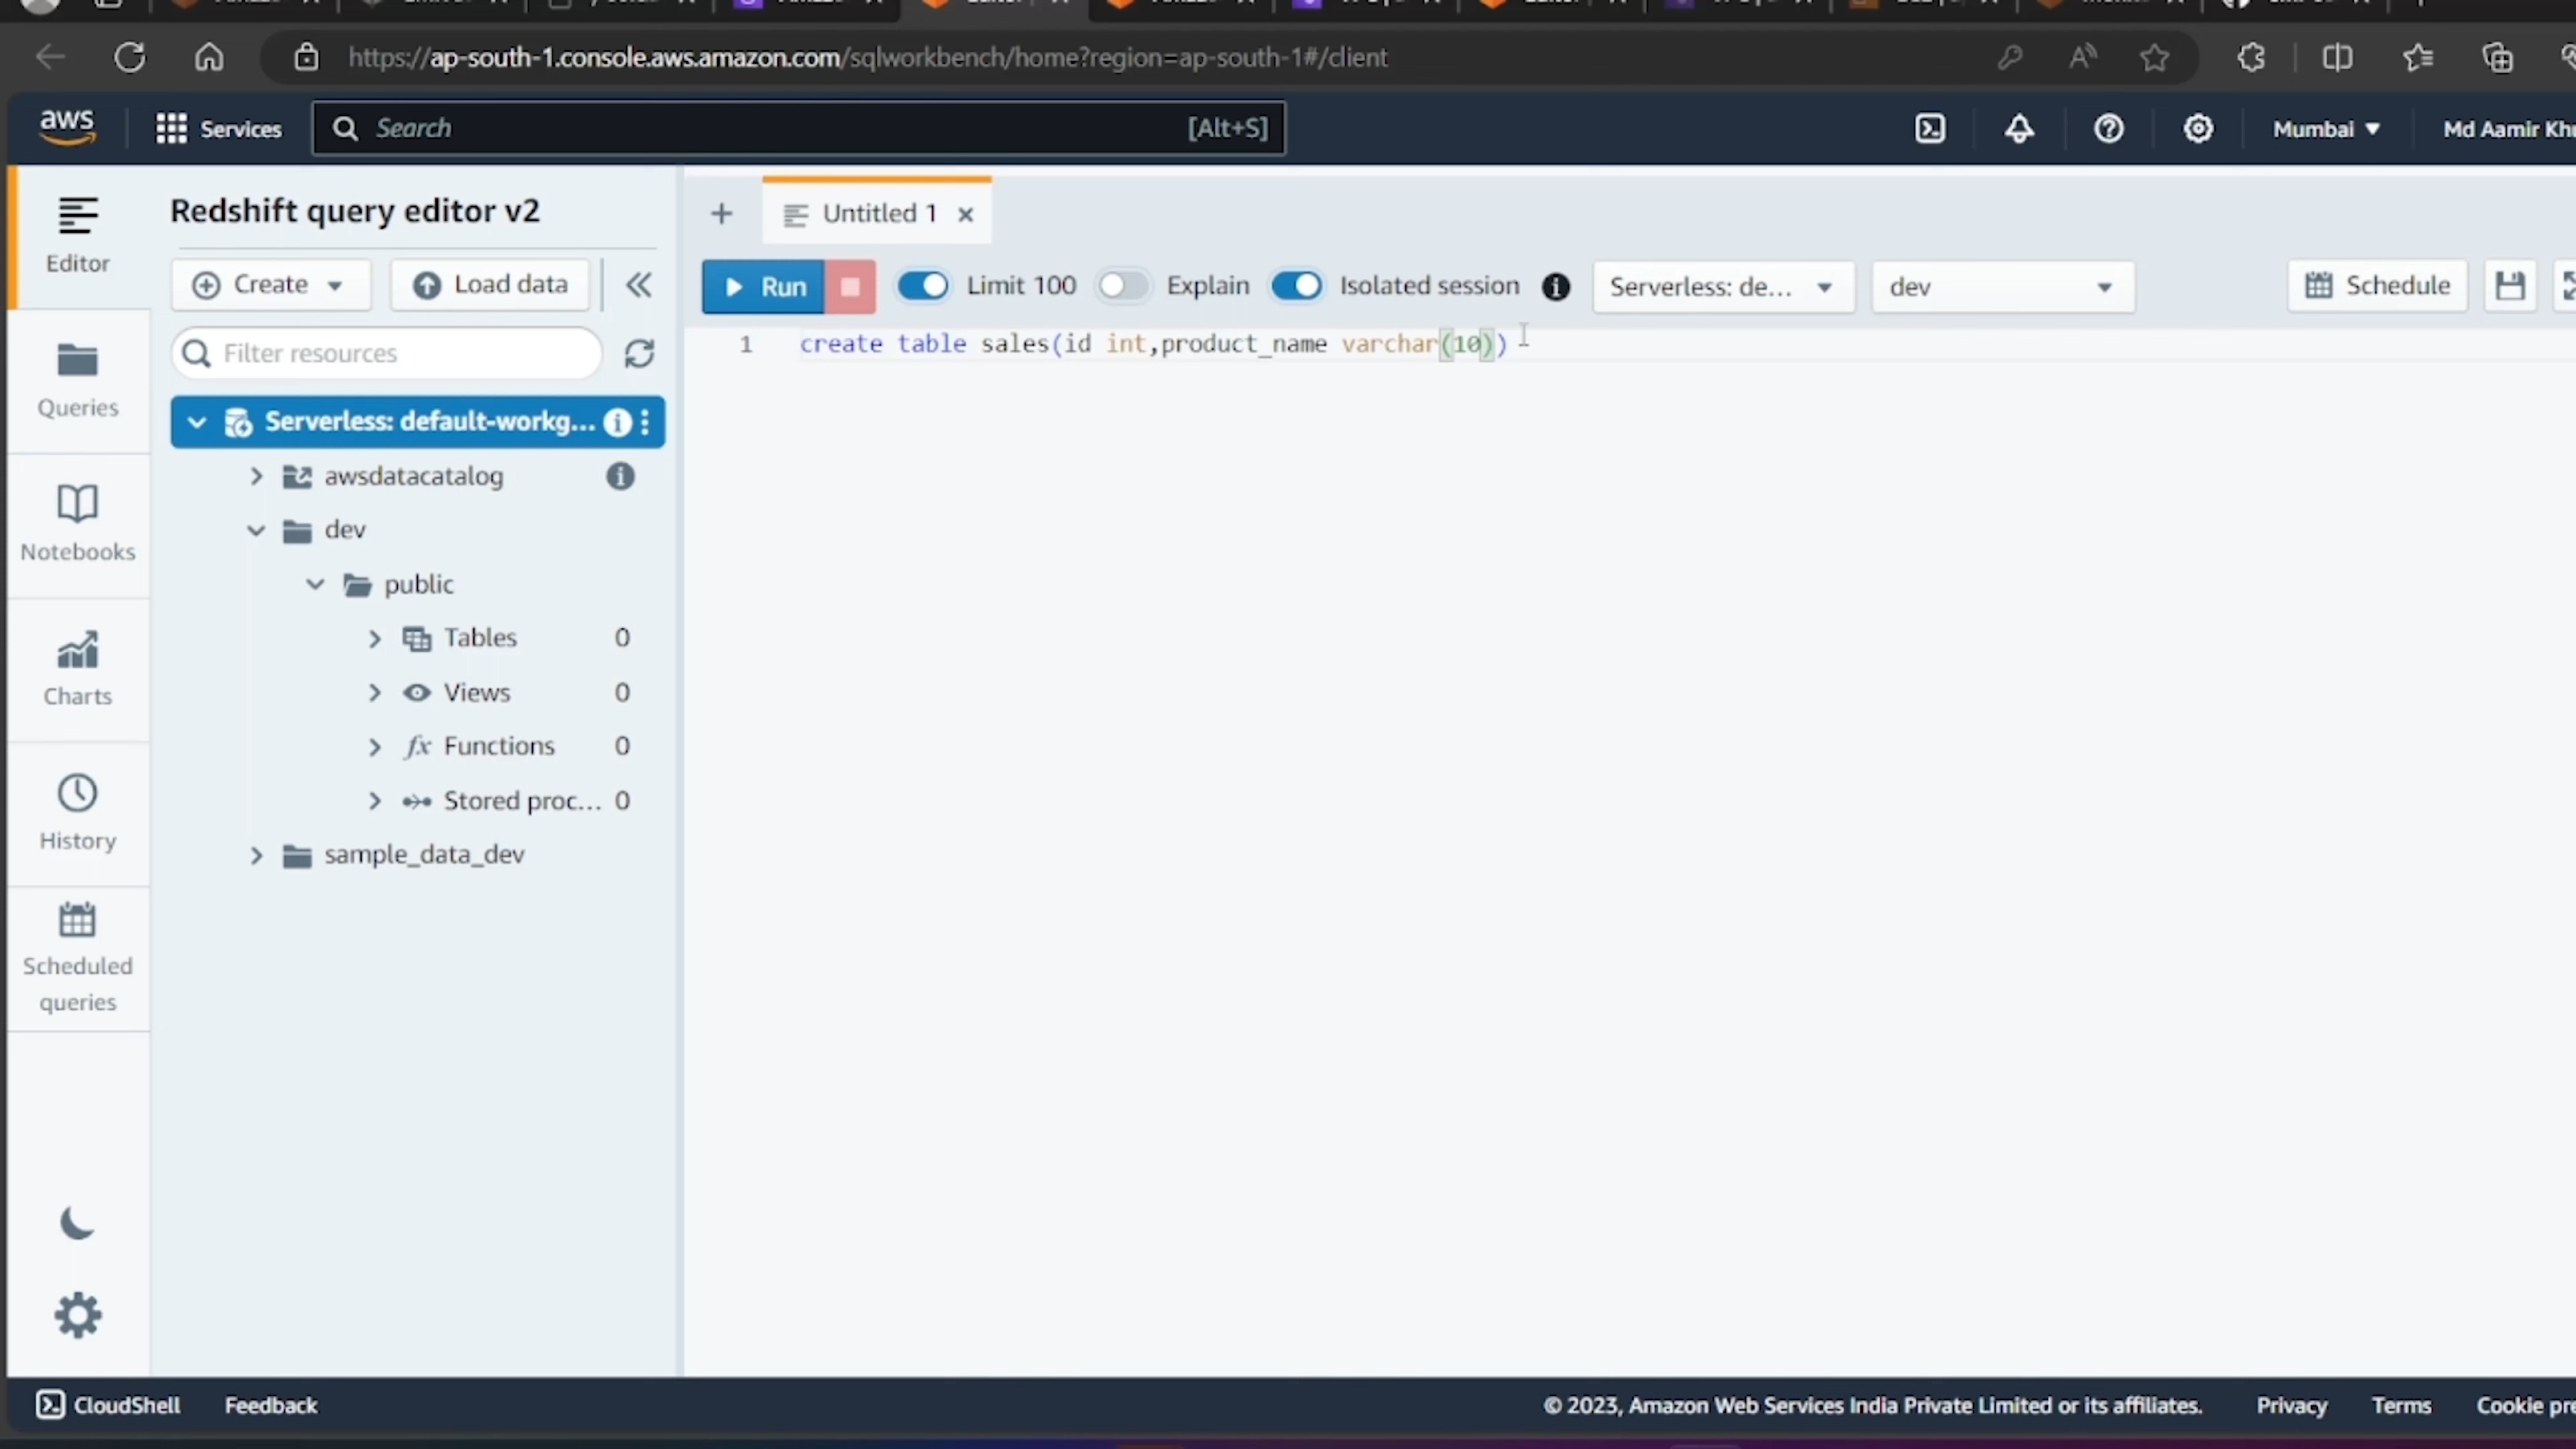 https://ap-south-1.console.aws.amazon.com/sqlworkbench/home?region=ap-south-1#/client
aws
Services
Search
[Alt+S]
Mumbai
Md Aamir
Editor
Queries
Notebooks
Charts
History
Scheduled
queries
Redshift query editor v2
Create
Load data
Filter resources
Serverless: default-workg...
awsdatacatalog
dev
public
Tables 0
Views 0
fx Functions 0
Stored proc... 0
sample_data_dev
Untitled 1
Run
Limit 100
Explain
Isolated session
Serverless: de...
dev
Schedule
1 create table sales(id int,product_name varchar(10))
CloudShell
Feedback
© 2023, Amazon Web Services India Private Limited or its affiliates.
Privacy
Terms
Cookie